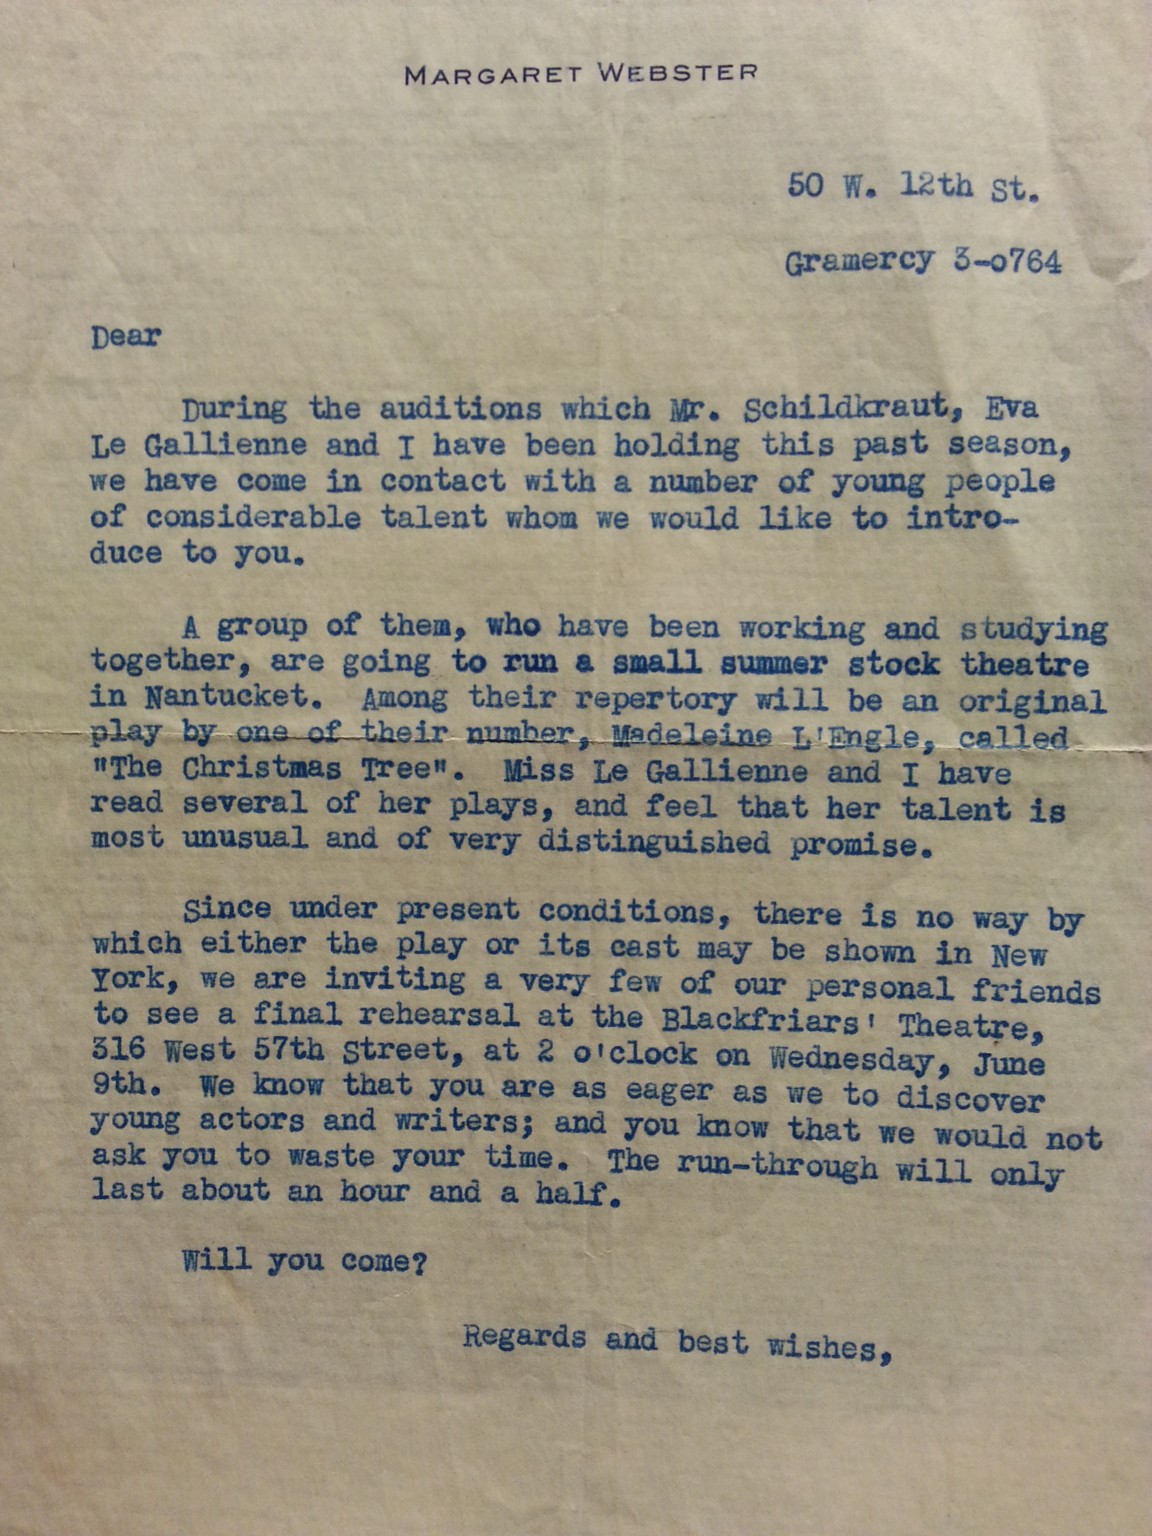 MARGARET WEBSTER
50 W. 12th St.
Gramercy 3-o764
Dear
During the auditions which Mr. Schildkraut, Eva
Le Gallienne and I have been holding this past season,
we have come in contact with a number of young people
of considerable talent whom we would like to intro-
duce to you.
A group of them, who have been working and studying
together, are going to run a small summer stock theatre
in Nantucket. Among their repertory will be an original
play by one of their number, Madeleine L'Engle, called
"The Christmas Tree". Miss Le Gallienne and I have
read several of her plays, and feel that her talent is
most unusual and of very distinguished promise.
Since under present conditions, there is no way by
which either the play or its cast may be shown in New
York, we are inviting a very few of our personal friends
to see a final rehearsal at the Blackfriars' Theatre,
316 West 57th Street, at 2 o'clock on Wednesday, June
9th. We know that you are as eager as we to discover
young actors and writers; and you know that we would not
ask you to waste your time. The run-through will only
last about an hour and a half.
Will you come?
Regards and best wishes,